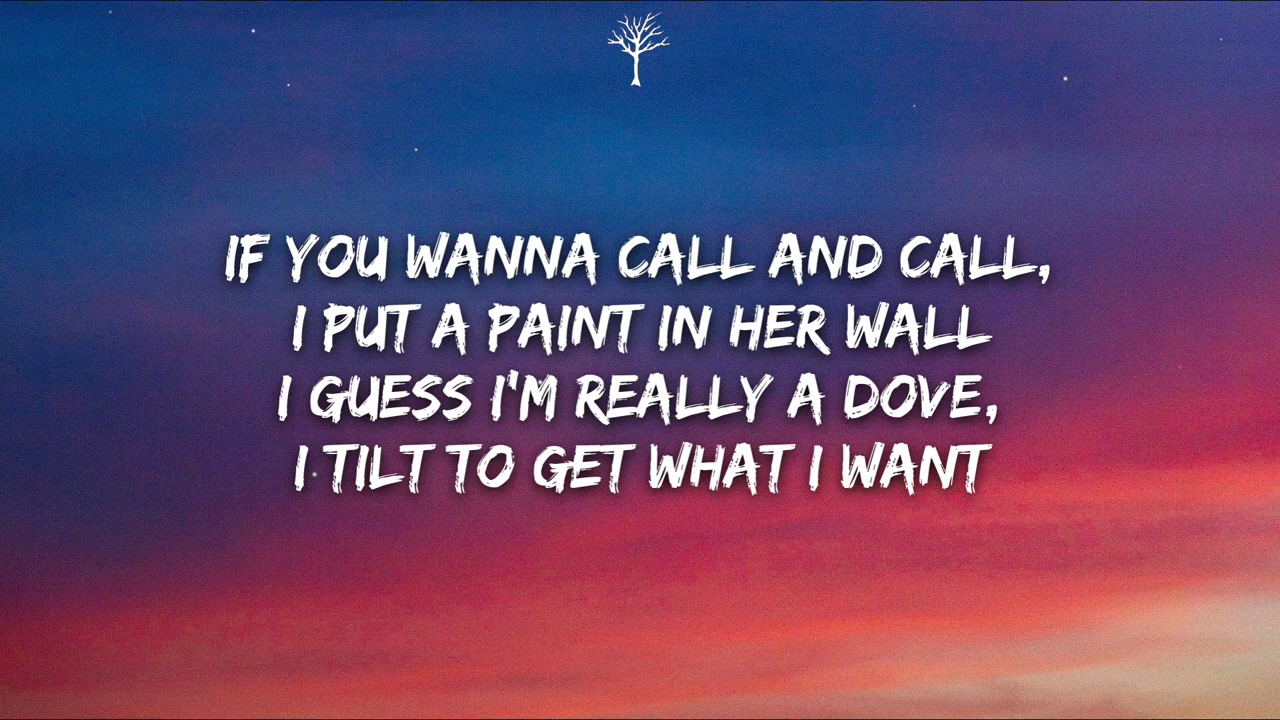 IF YOU WANNA CALL AND CALL,
I PUT A PAINT IN HER WALL
I GUESS I'M REALLY A DOVE,
I TILT TO GET WHAT I WANT